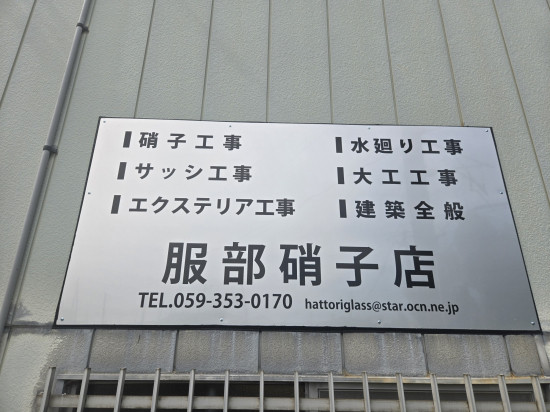 硝子工事
サッシ工事
エクステリア工事
水廻り工事
大工工事
建築全般
服部硝子店
TEL.059-353-0170 hattoriglass@star.ocn.ne.jp